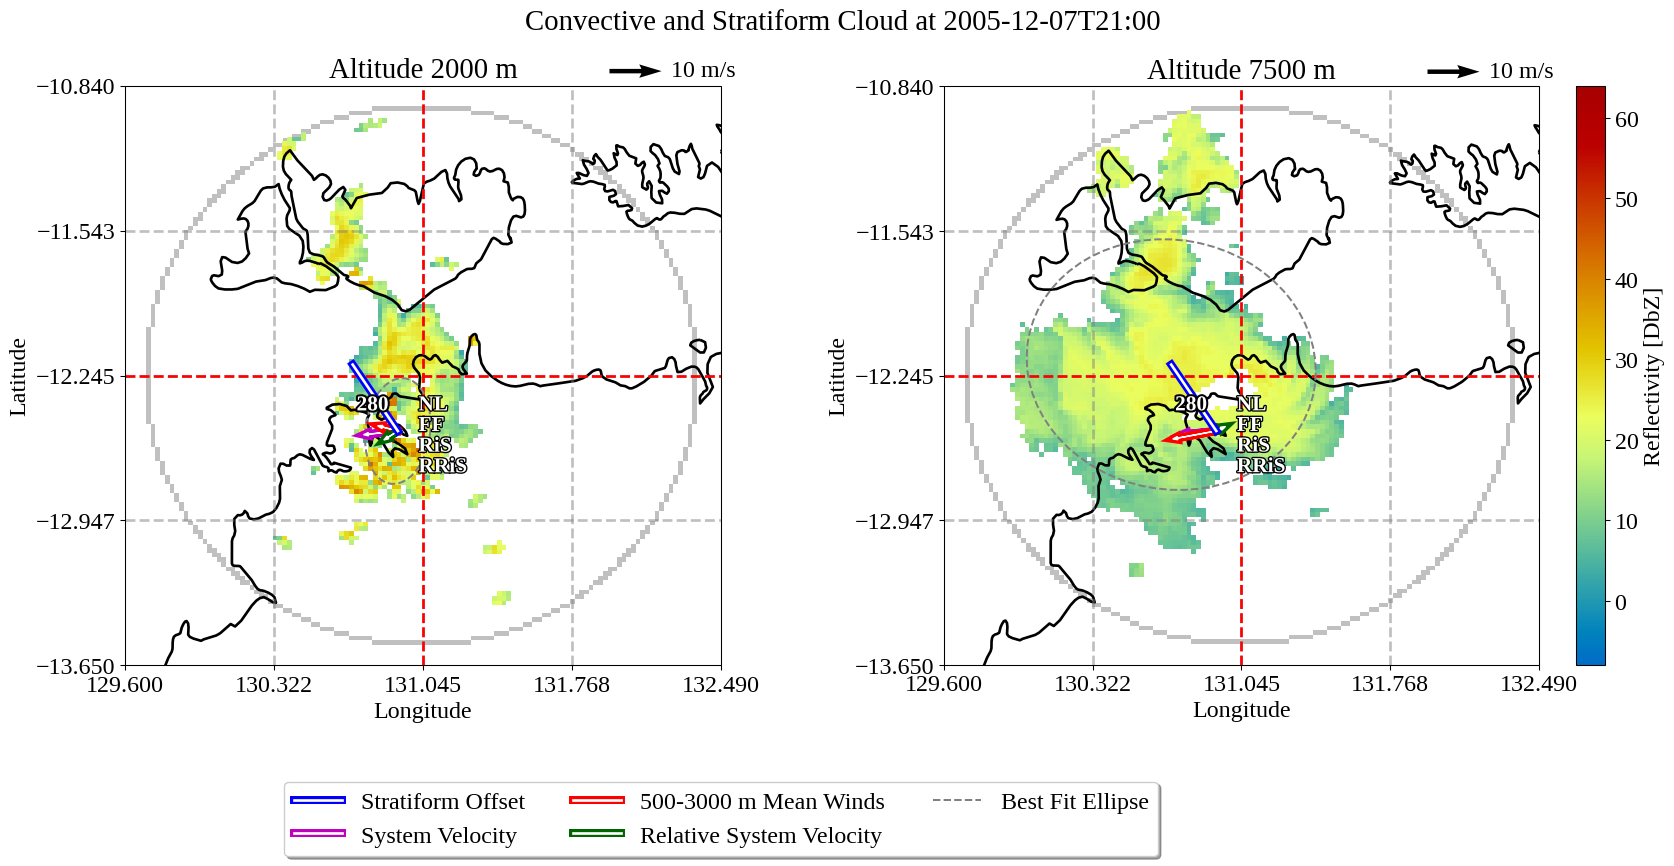 Convective and Stratiform Cloud at 2005-12-07T21:00
Altitude 2000 m
10 m/s
Altitude 7500 m
10 m/s
−10.840
−11.543
−12.245
−12.947
−13.650
129.600
130.322
131.045
131.768
132.490
Latitude
Longitude
280
NL
FF
RiS
RRiS
−10.840
−11.543
−12.245
−12.947
−13.650
129.600
130.322
131.045
131.768
132.490
Latitude
Longitude
280
NL
FF
RiS
RRiS
60
50
40
30
20
10
0
Reflectivity [DbZ]
Stratiform Offset
System Velocity
500-3000 m Mean Winds
Relative System Velocity
Best Fit Ellipse